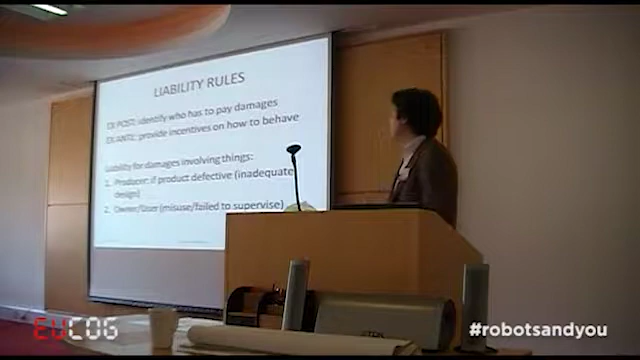 LIABILITY RULES
EX POST: identify who has to pay damages
EX ANTE: provide incentives on how to behave
Liability for damages involving things:
1. Producer: if product defective (inadequate
design)
2. Owner/User (misuse/failed to supervise)
EUCOG
#robotsandyou